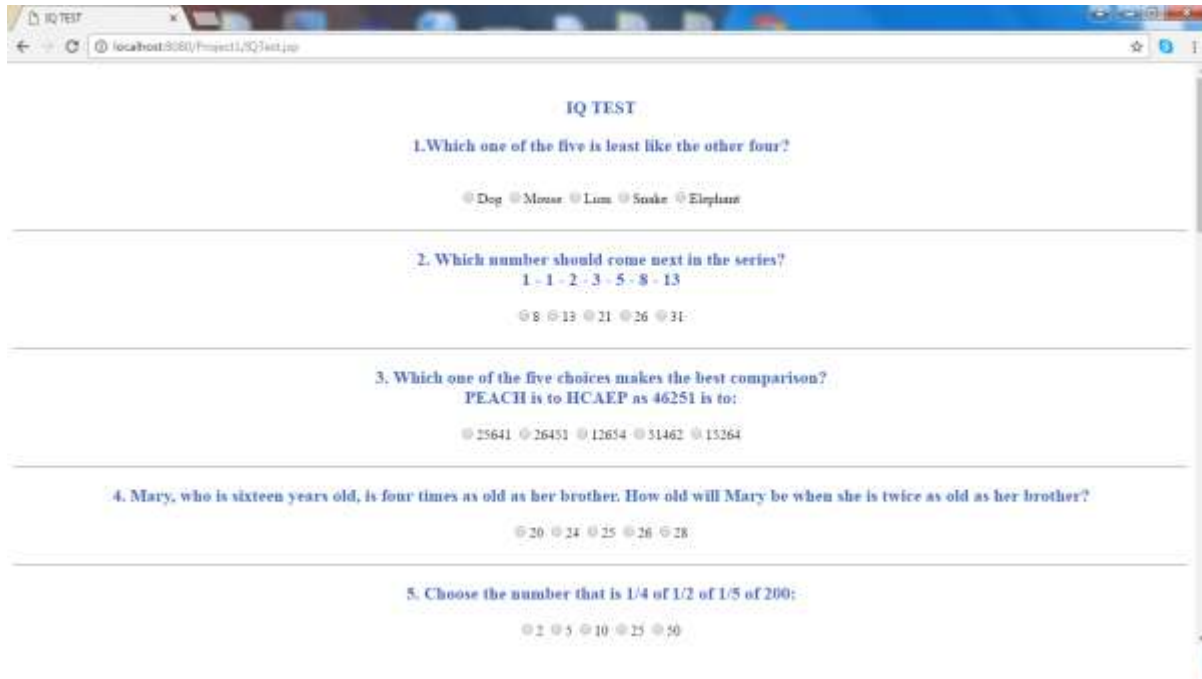 IQ TEST
localhost:8080/Project1/IQTest.jsp
IQ TEST
1.Which one of the five is least like the other four?
Dog Mouse Lion Snake Elephant
2. Which number should come next in the series?
1 - 1 - 2 - 3 - 5 - 8 - 13
8 13 21 26 31
3. Which one of the five choices makes the best comparison?
PEACH is to HCAEP as 46251 is to:
25641 26451 12654 51462 15264
4. Mary, who is sixteen years old, is four times as old as her brother. How old will Mary be when she is twice as old as her brother?
20 24 25 26 28
5. Choose the number that is 1/4 of 1/2 of 1/5 of 200:
2 5 10 25 50